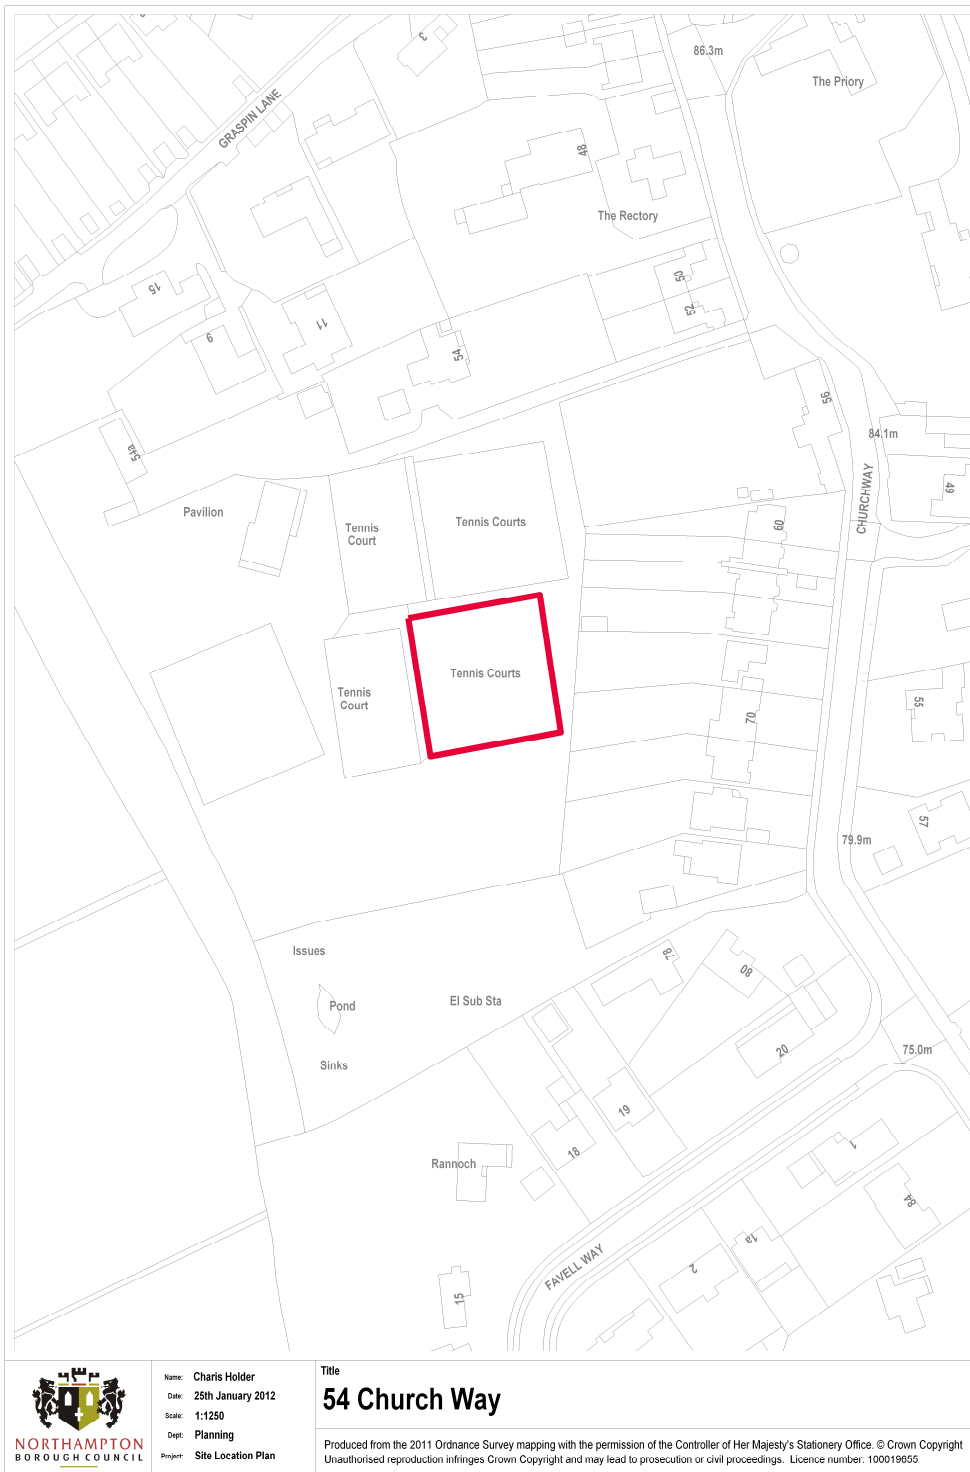 3
86.3m
The Priory
GRASPIN LANE
48
The Rectory
50
15
52
11
9
54
56
84.1m
54a
CHURCHWAY
49
Pavilion
Tennis
Court
Tennis Courts
60
Tennis Courts
Tennis
Court
55
70
57
79.9m
Issues
78
80
Pond
El Sub Sta
20
75.0m
Sinks
19
18
1
Rannoch
84
1a
FAVELL WAY
2
15
NORTHAMPTON
BOROUGH COUNCIL
Name: Charis Holder
Date: 25th January 2012
Scale: 1:1250
Dept: Planning
Project: Site Location Plan
Title
54 Church Way
Produced from the 2011 Ordnance Survey mapping with the permission of the Controller of Her Majesty's Stationery Office. © Crown Copyright
Unauthorised reproduction infringes Crown Copyright and may lead to prosecution or civil proceedings. Licence number: 100019655